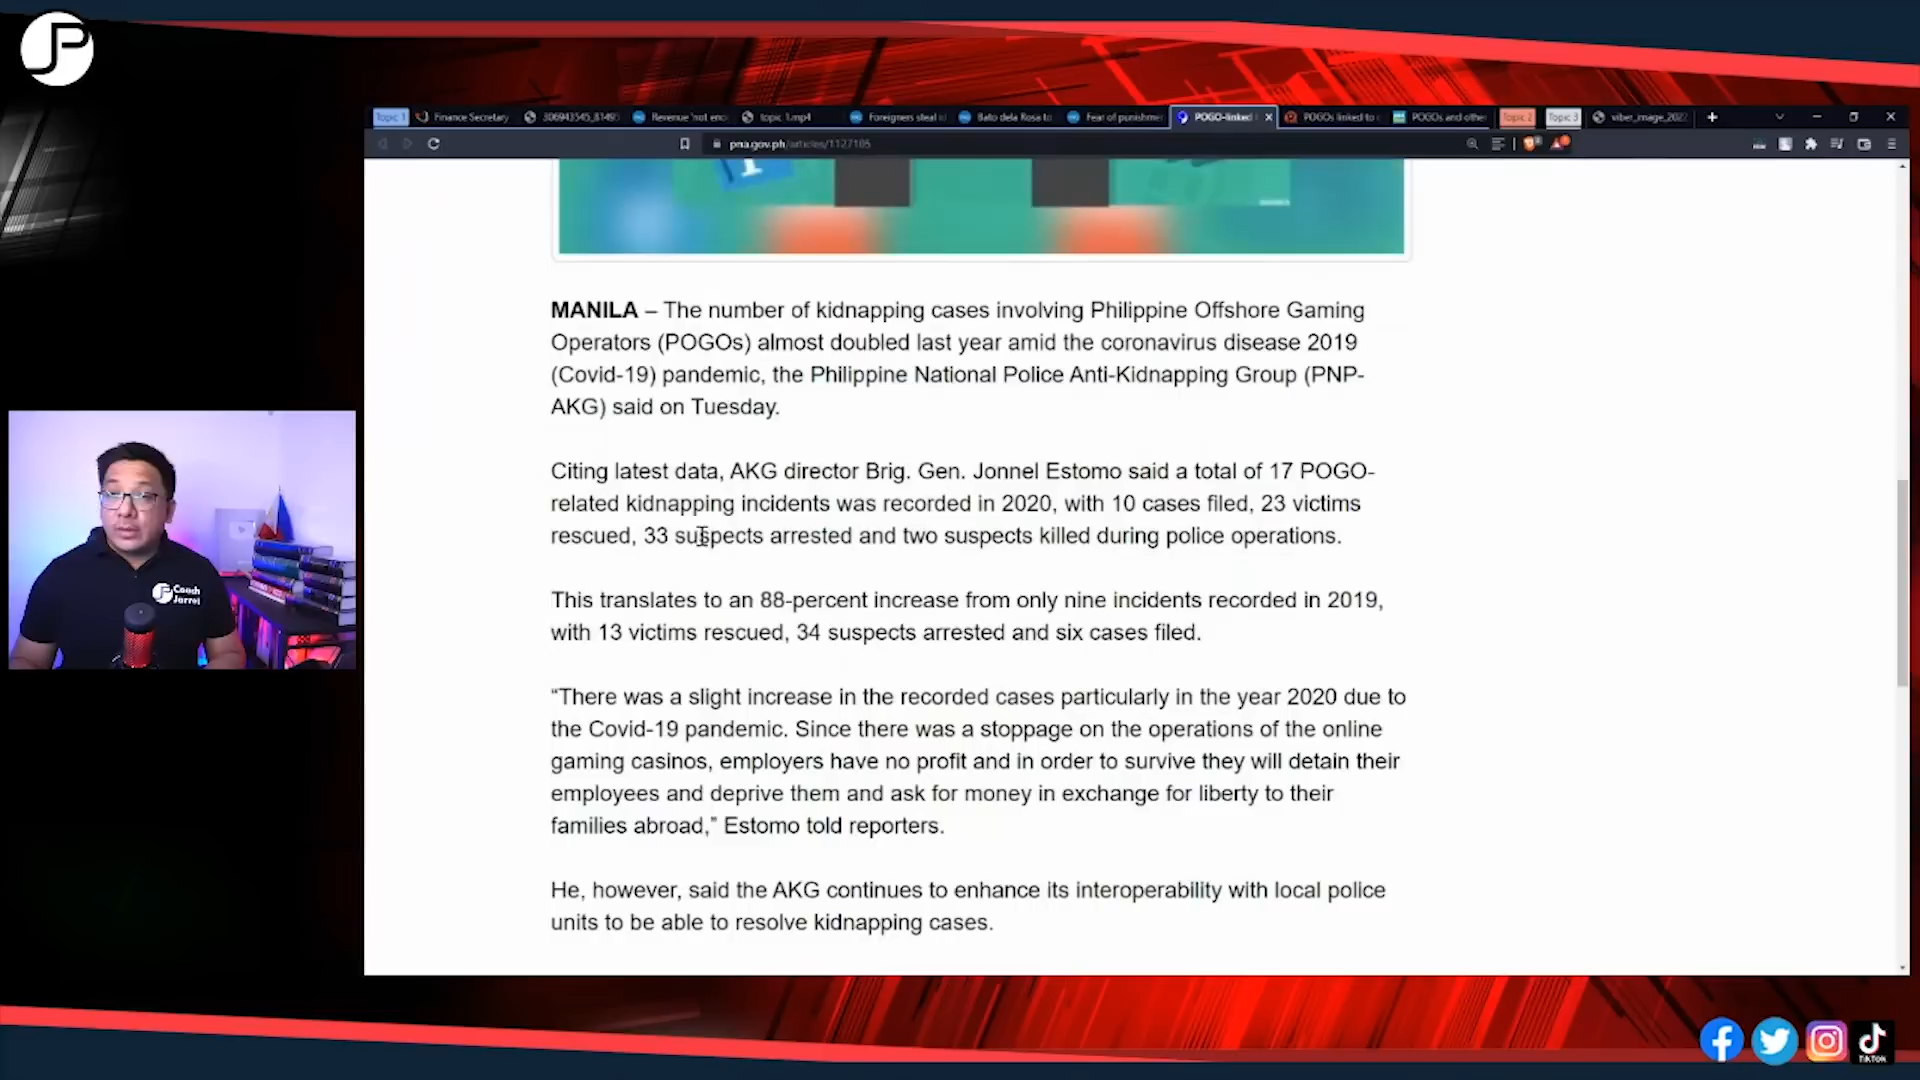 JP
Topic 1
Finance Secretary
306943545_8149
Revenue 'not eno
topic 1.mp4
Foreigners steal
Bato dela Rosa to
Fear of punishmen
POGO-linked
POGOs linked to
POGOs and other
Topic 2
Topic 3
viber_image_202
pna.gov.ph/articles/1127105
MANILA – The number of kidnapping cases involving Philippine Offshore Gaming
Operators (POGOs) almost doubled last year amid the coronavirus disease 2019
(Covid-19) pandemic, the Philippine National Police Anti-Kidnapping Group (PNP-
AKG) said on Tuesday.
Citing latest data, AKG director Brig. Gen. Jonnel Estomo said a total of 17 POGO-
related kidnapping incidents was recorded in 2020, with 10 cases filed, 23 victims
rescued, 33 suspects arrested and two suspects killed during police operations.
This translates to an 88-percent increase from only nine incidents recorded in 2019,
with 13 victims rescued, 34 suspects arrested and six cases filed.
“There was a slight increase in the recorded cases particularly in the year 2020 due to
the Covid-19 pandemic. Since there was a stoppage on the operations of the online
gaming casinos, employers have no profit and in order to survive they will detain their
employees and deprive them and ask for money in exchange for liberty to their
families abroad,” Estomo told reporters.
He, however, said the AKG continues to enhance its interoperability with local police
units to be able to resolve kidnapping cases.
Coach
Jarret
TikTok